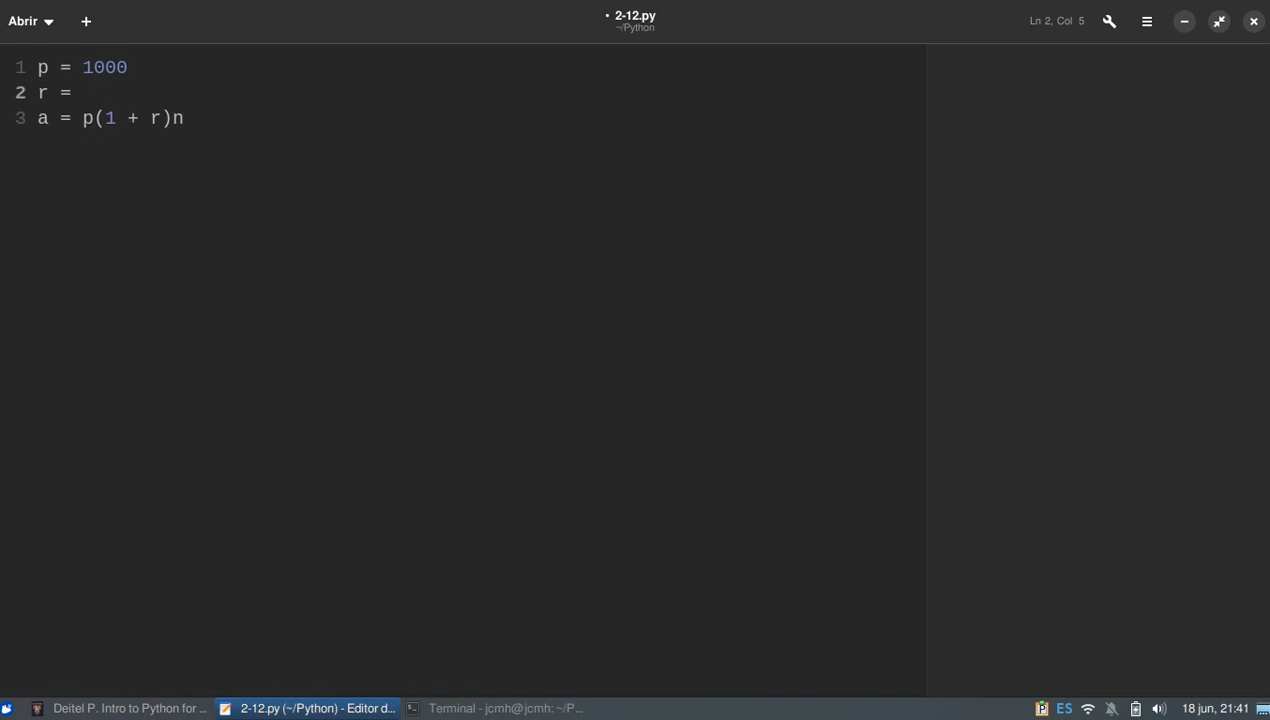 Abrir
• 2-12.py
~/Python
Ln 2, Col 5
1 p = 1000
2 r =
3 a = p(1 + r)n
Deitel P. Intro to Python for ...
2-12.py (~/Python) - Editor d...
Terminal - jcmh@jcmh: ~/P...
ES
18 jun, 21:41